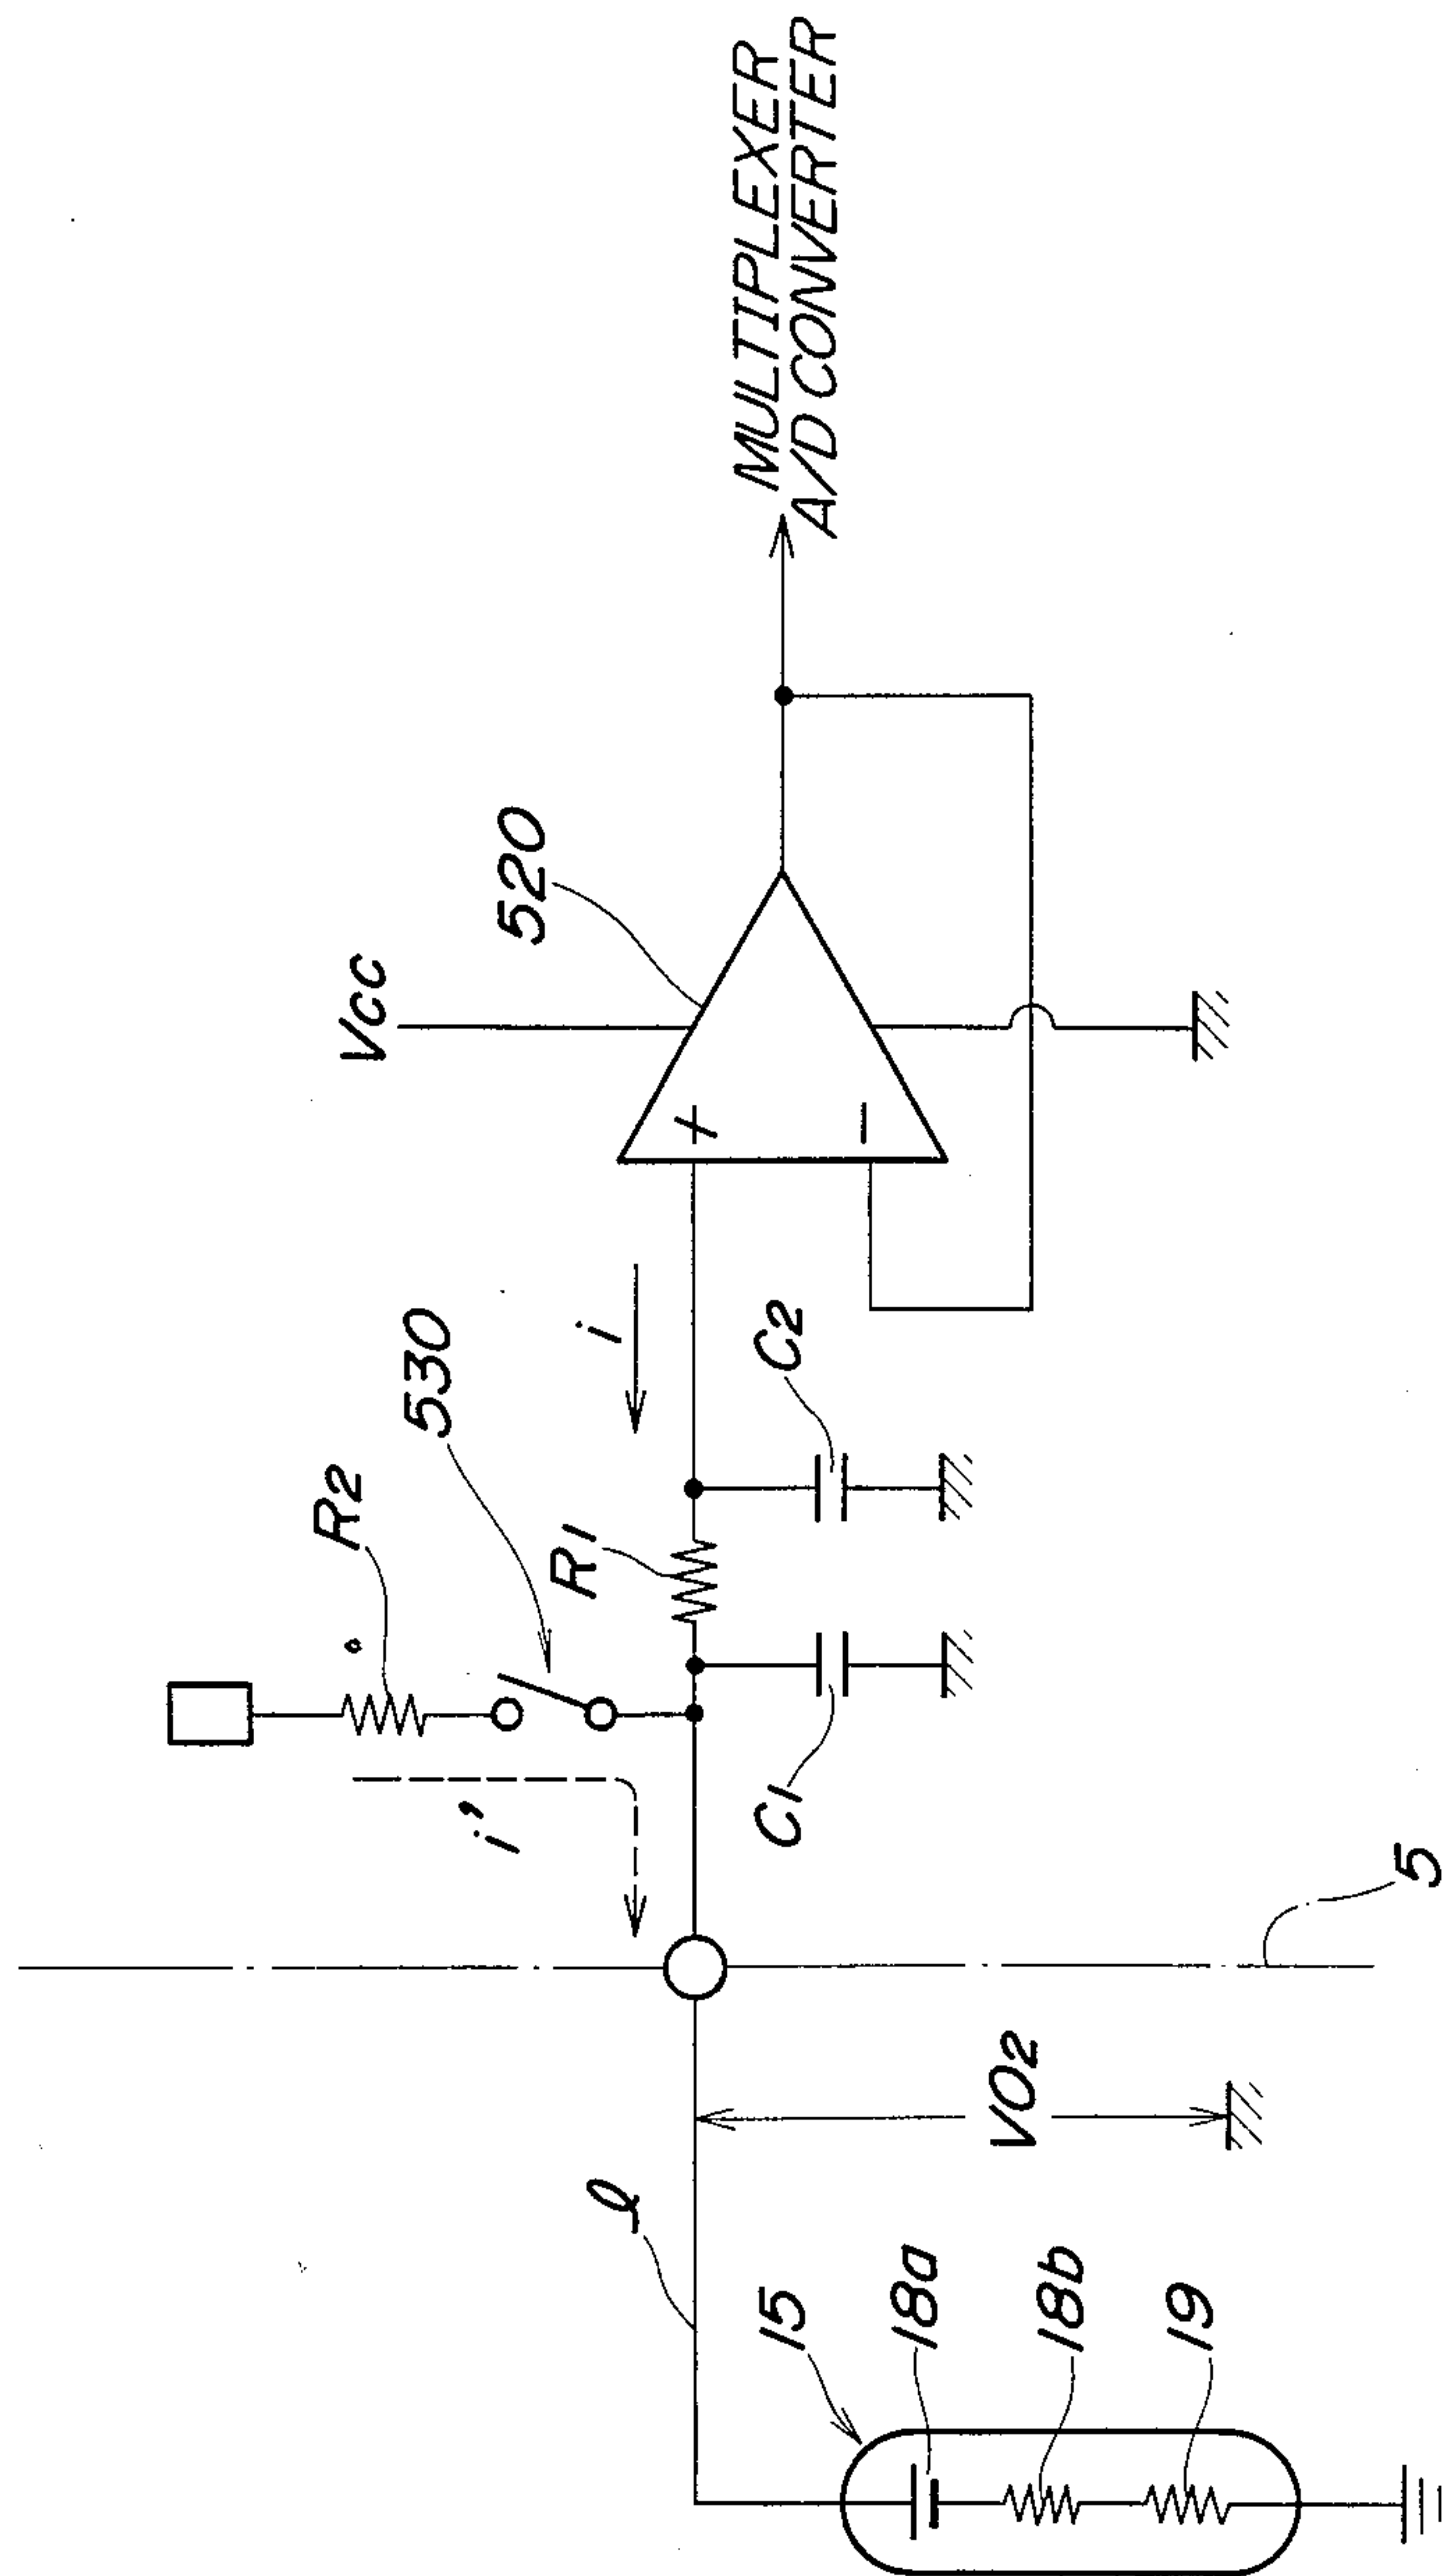 MULTIPLEXER
A/D CONVERTER
Vcc
520
+
−
i
530
C2
R2
R1
i'
C1
5
l
VO2
15
18a
18b
19